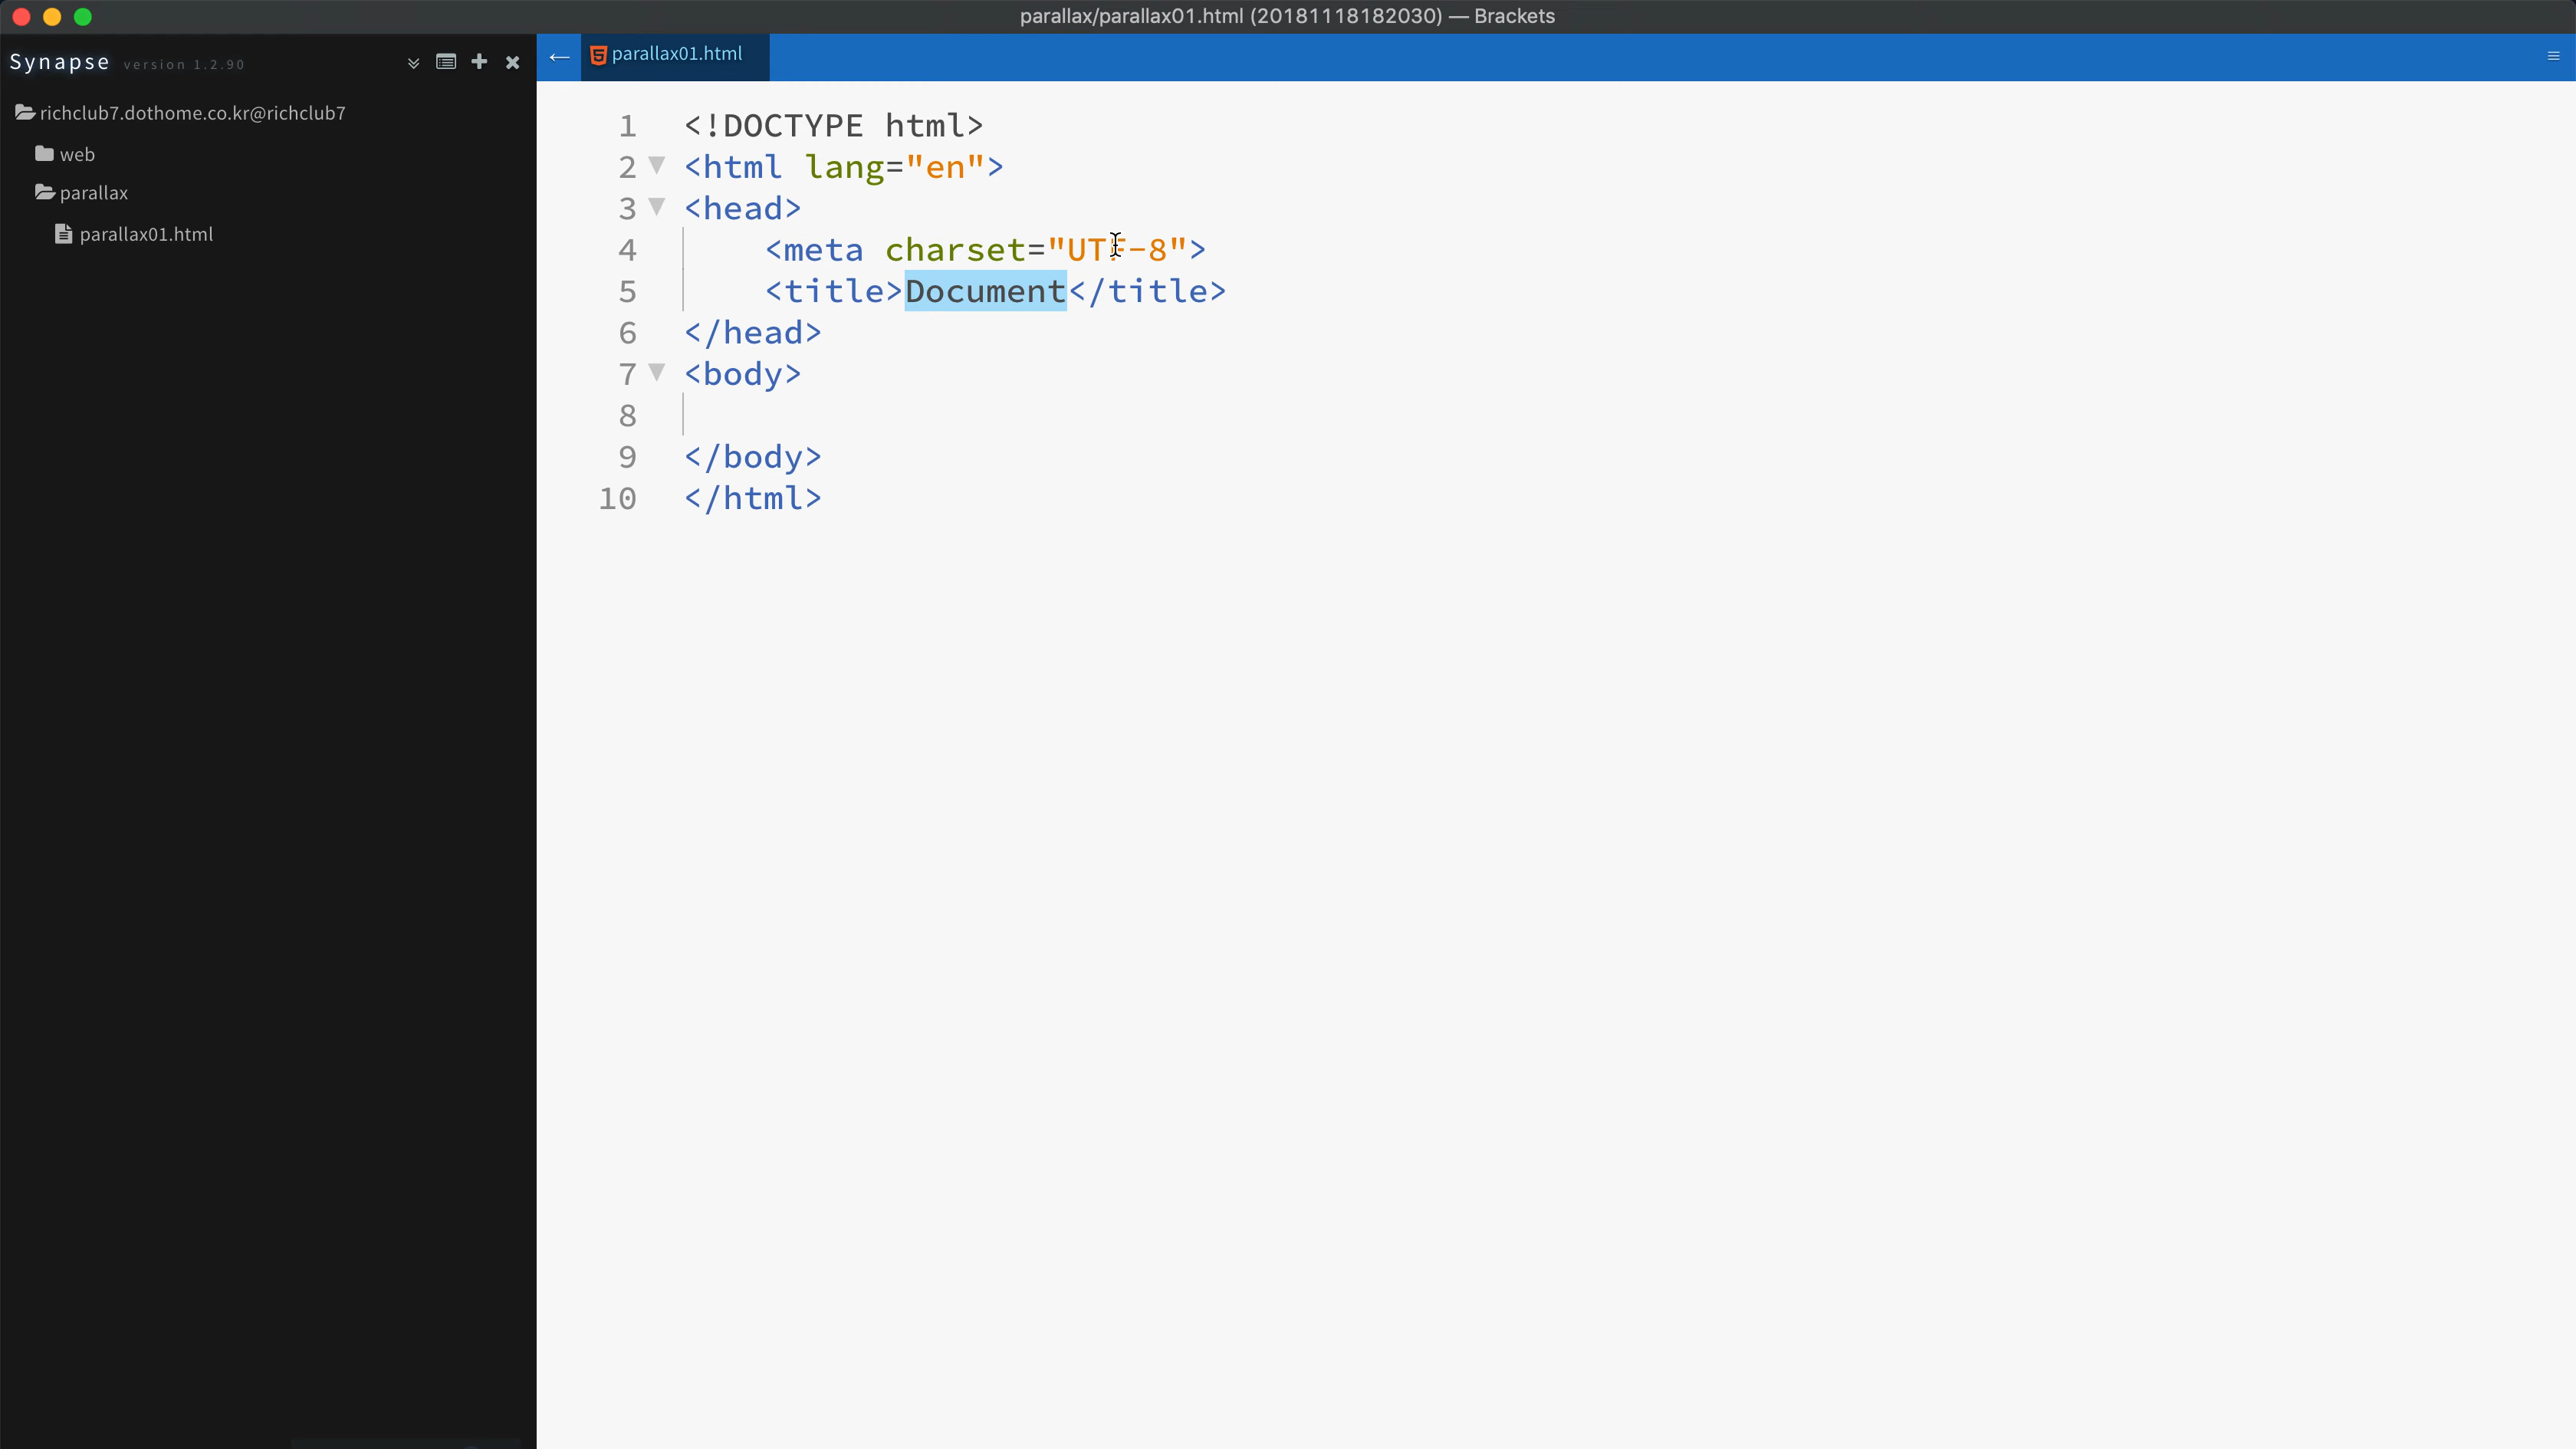 parallax/parallax01.html (20181118182030) — Brackets
Synapse version 1.2.90
← parallax01.html
richclub7.dothome.co.kr@richclub7
web
parallax
parallax01.html
1 <!DOCTYPE html>
2 <html lang="en">
3 <head>
4 <meta charset="UTF-8">
5 <title>Document</title>
6 </head>
7 <body>
8
9 </body>
10 </html>